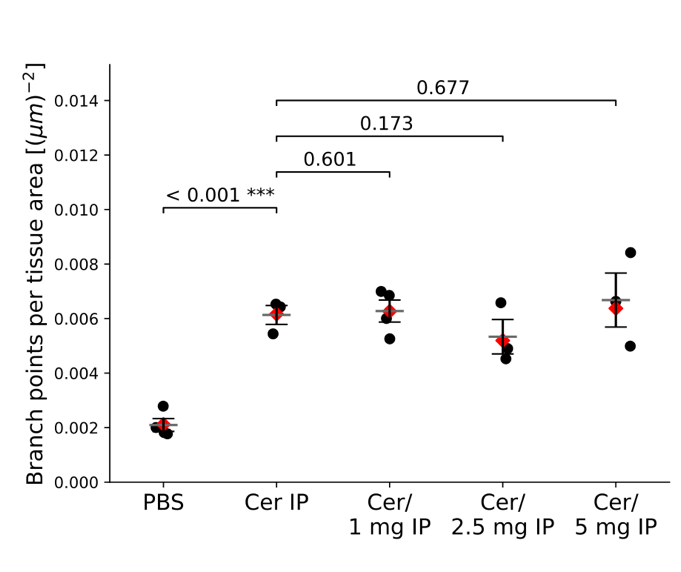 Branch points per tissue area [(μm)⁻²]
0.014
0.012
0.010
0.008
0.006
0.004
0.002
0.000
0.677
0.173
0.601
< 0.001 ***
PBS
Cer IP
Cer/
1 mg IP
Cer/
2.5 mg IP
Cer/
5 mg IP